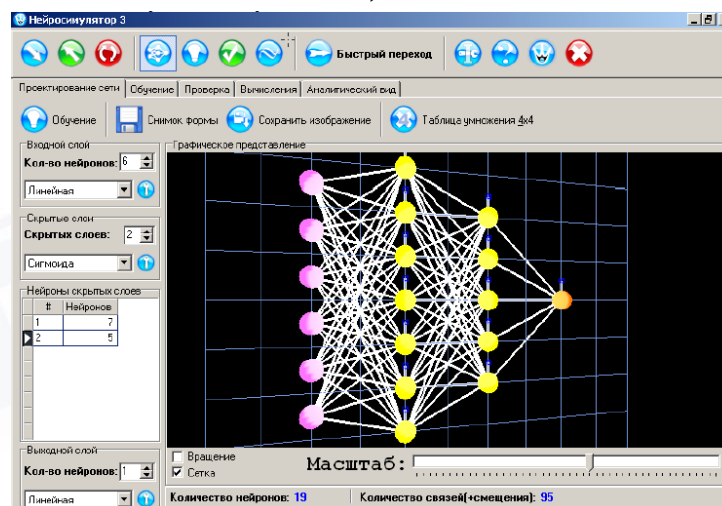 Нейросимулятор 3
Быстрый переход
Проектирование сети Обучение Проверка Вычисления Аналитический вид
Обучение Снимок формы Сохранить изображение Таблица умножения 4x4
Входной слой
Кол-во нейронов: 6
Линейная
Скрытые слои
Скрытых слоев: 2
Сигмоида
Нейроны скрытых слоев
# Нейронов
1 7
2 5
Выходной слой
Кол-во нейронов: 1
Линейная
Графическое представление
Вращение
Сетка
Масштаб:
Количество нейронов: 19 Количество связей(+смещения): 95